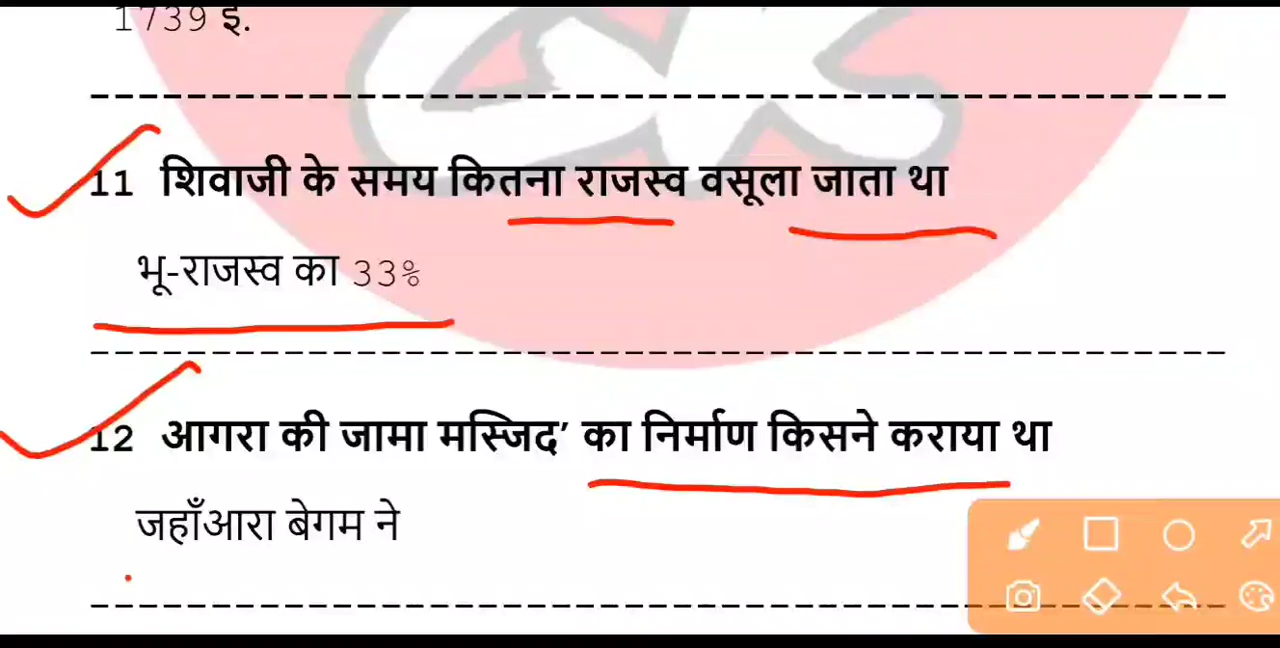 1739 इ.
11 शिवाजी के समय कितना राजस्व वसूला जाता था
भू-राजस्व का 33%
12 आगरा की जामा मस्जिद’ का निर्माण किसने कराया था
जहाँआरा बेगम ने